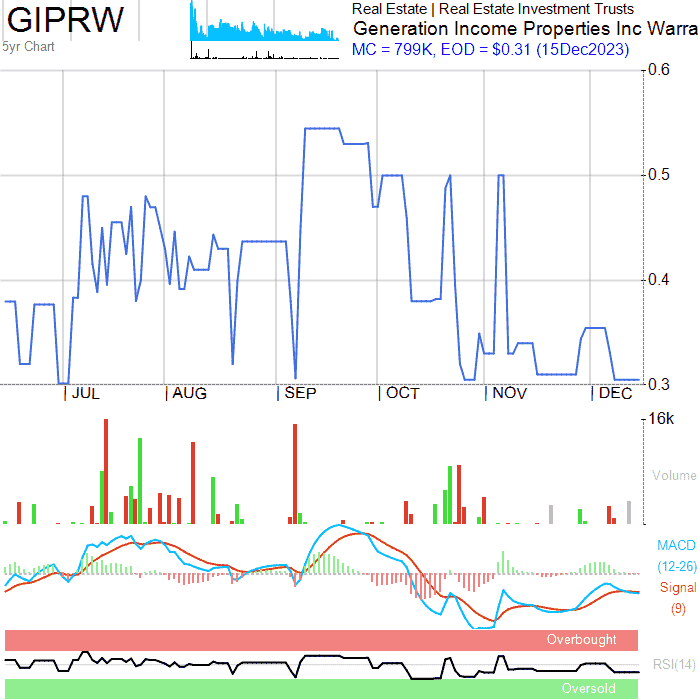 GIPRW
5yr Chart
Real Estate | Real Estate Investment Trusts
Generation Income Properties Inc Warra
MC = 799K, EOD = $0.31 (15Dec2023)
0.6
0.5
0.4
0.3
JUL AUG SEP OCT NOV DEC
16k
Volume
MACD
(12-26)
Signal
(9)
Overbought
RSI(14)
Oversold